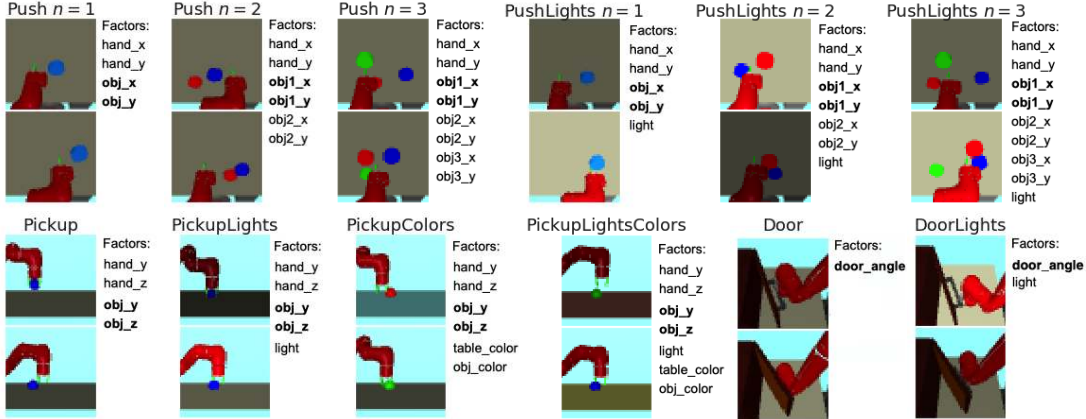 Push n = 1
Factors:
hand_x
hand_y
obj_x
obj_y
Push n = 2
Factors:
hand_x
hand_y
obj1_x
obj1_y
obj2_x
obj2_y
Push n = 3
Factors:
hand_x
hand_y
obj1_x
obj1_y
obj2_x
obj2_y
obj3_x
obj3_y
PushLights n = 1
Factors:
hand_x
hand_y
obj_x
obj_y
light
PushLights n = 2
Factors:
hand_x
hand_y
obj1_x
obj1_y
obj2_x
obj2_y
light
PushLights n = 3
Factors:
hand_x
hand_y
obj1_x
obj1_y
obj2_x
obj2_y
obj3_x
obj3_y
light
Pickup
Factors:
hand_y
hand_z
obj_y
obj_z
PickupLights
Factors:
hand_y
hand_z
obj_y
obj_z
light
PickupColors
Factors:
hand_y
hand_z
obj_y
obj_z
table_color
obj_color
PickupLightsColors
Factors:
hand_y
hand_z
obj_y
obj_z
light
table_color
obj_color
Door
Factors:
door_angle
DoorLights
Factors:
door_angle
light